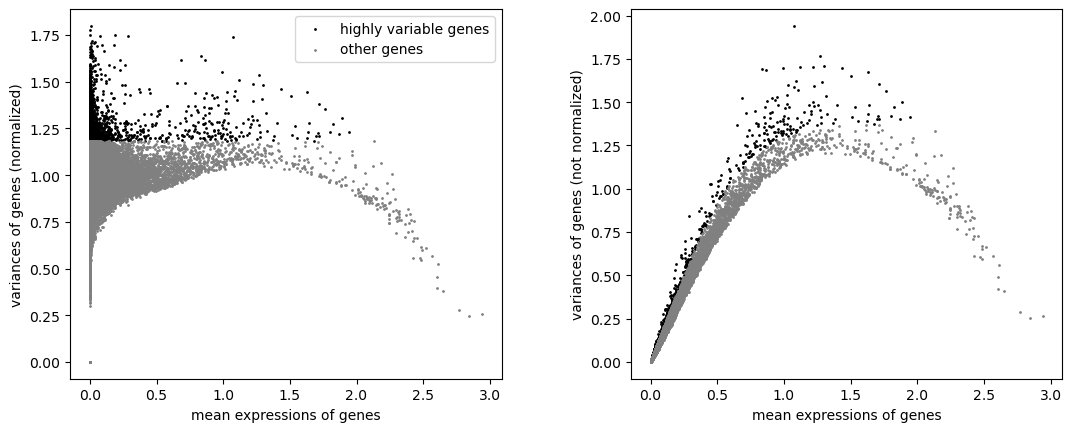 variances of genes (normalized)
1.75
1.50
1.25
1.00
0.75
0.50
0.25
0.00
highly variable genes
other genes
0.0 0.5 1.0 1.5 2.0 2.5 3.0
mean expressions of genes
variances of genes (not normalized)
2.00
1.75
1.50
1.25
1.00
0.75
0.50
0.25
0.00
0.0 0.5 1.0 1.5 2.0 2.5 3.0
mean expressions of genes